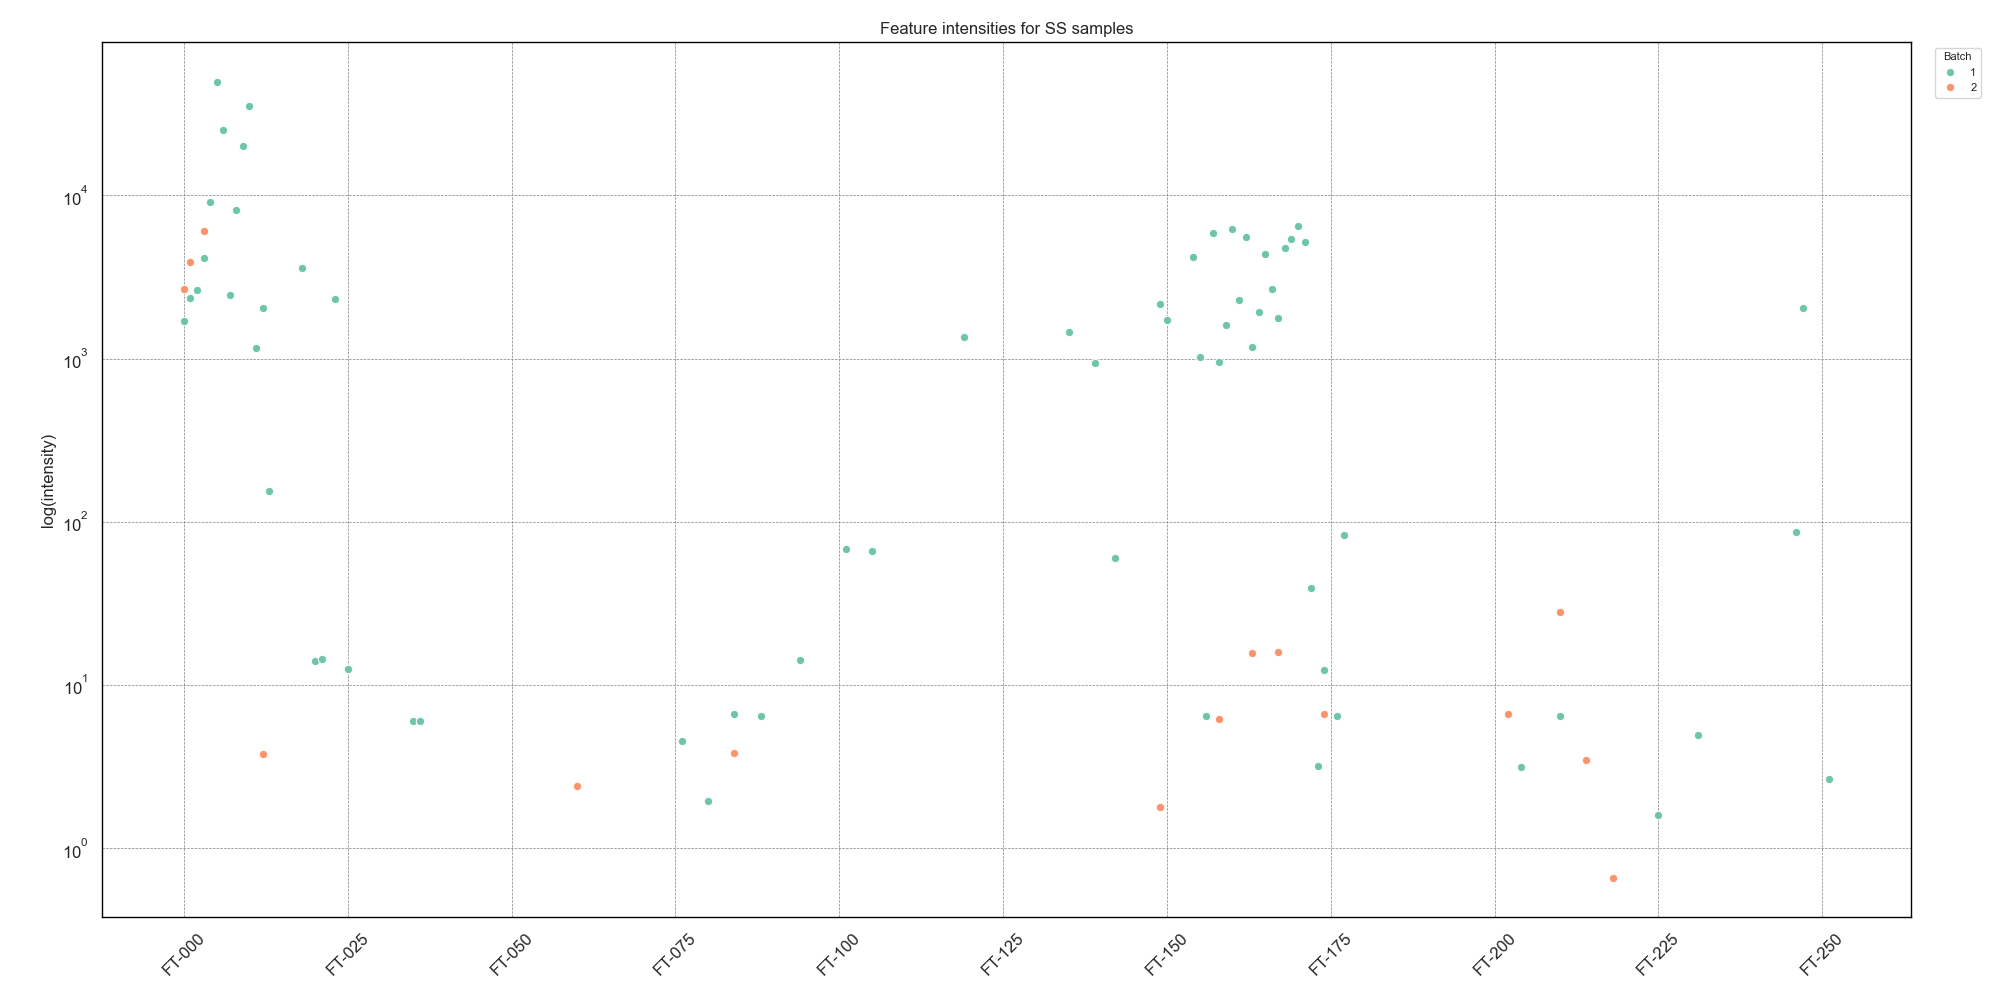 Feature intensities for SS samples
Batch
1
2
log(intensity)
10^4
10^3
10^2
10^1
10^0
FT-000
FT-025
FT-050
FT-075
FT-100
FT-125
FT-150
FT-175
FT-200
FT-225
FT-250